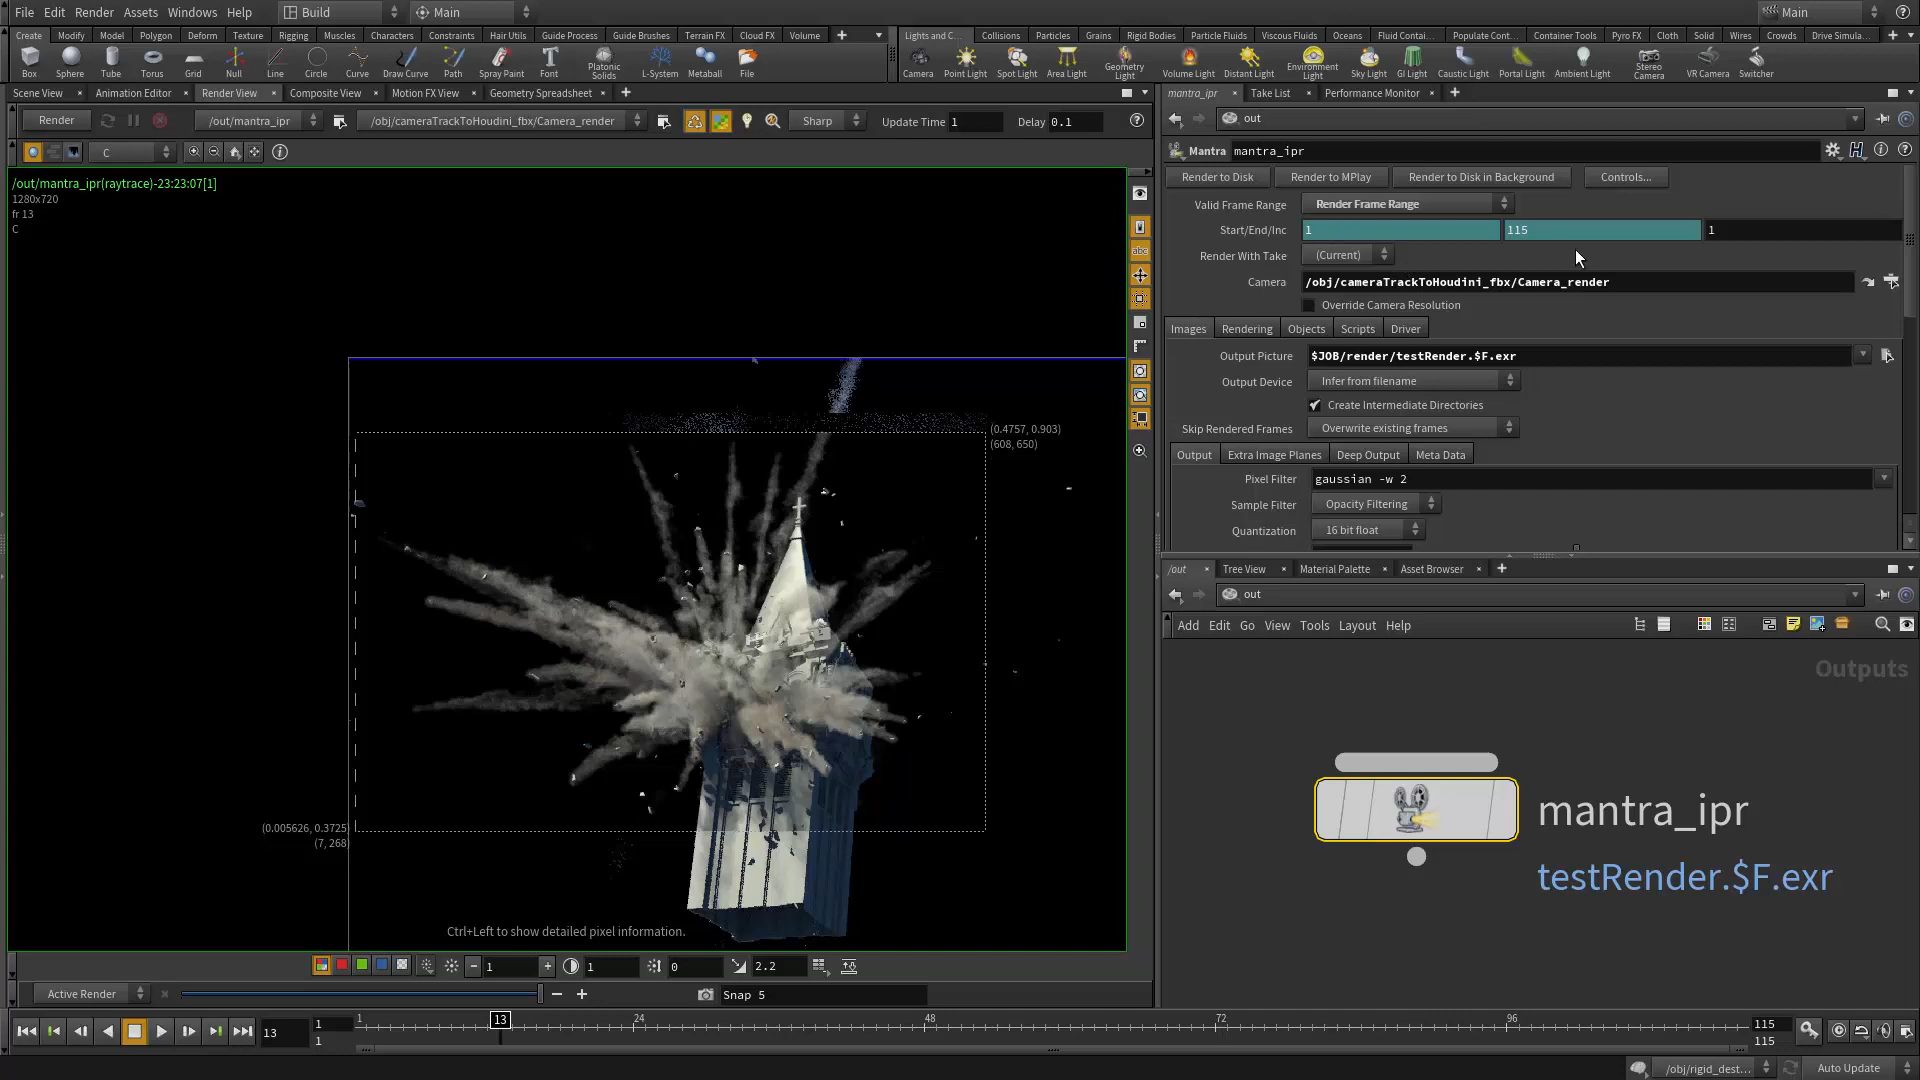 File Edit Render Assets Windows Help Build Main Main
Create Modify Model Polygon Deform Texture Rigging Muscles Characters Constraints Hair Utils Guide Process Guide Brushes Terrain FX Cloud FX Volume
Lights and C... Collisions Particles Grains Rigid Bodies Particle Fluids Viscous Fluids Oceans Fluid Contai... Populate Cont... Container Tools Pyro FX Cloth Solid Wires Crowds Drive Simula...
Box Sphere Tube Torus Grid Null Line Circle Curve Draw Curve Path Spray Paint Font Platonic Solids L-System Metaball File
Camera Point Light Spot Light Area Light Geometry Light Volume Light Distant Light Environment Light Sky Light GI Light Caustic Light Portal Light Ambient Light Stereo Camera VR Camera Switcher
Scene View Animation Editor Render View Composite View Motion FX View Geometry Spreadsheet
Render /out/mantra_ipr /obj/cameraTrackToHoudini_fbx/Camera_render Sharp Update Time 1 Delay 0.1
C
/out/mantra_ipr(raytrace)-23:23:07[1]
1280x720
fr 13
C
(0.4757, 0.903)
(608, 650)
(0.005626, 0.3725)
(7, 268)
Ctrl+Left to show detailed pixel information.
1 1 0 2.2
Active Render Snap 5
mantra_ipr Take List Performance Monitor
out
Mantra mantra_ipr
Render to Disk Render to MPlay Render to Disk in Background Controls...
Valid Frame Range Render Frame Range
Start/End/Inc 1 115 1
Render With Take (Current)
Camera /obj/cameraTrackToHoudini_fbx/Camera_render
Override Camera Resolution
Images Rendering Objects Scripts Driver
Output Picture $JOB/render/testRender.$F.exr
Output Device Infer from filename
Create Intermediate Directories
Skip Rendered Frames Overwrite existing frames
Output Extra Image Planes Deep Output Meta Data
Pixel Filter gaussian -w 2
Sample Filter Opacity Filtering
Quantization 16 bit float
/out Tree View Material Palette Asset Browser
out
Add Edit Go View Tools Layout Help
Outputs
mantra_ipr
testRender.$F.exr
13 1 1 1 13 24 48 72 96 115 115
/obj/rigid_dest... Auto Update